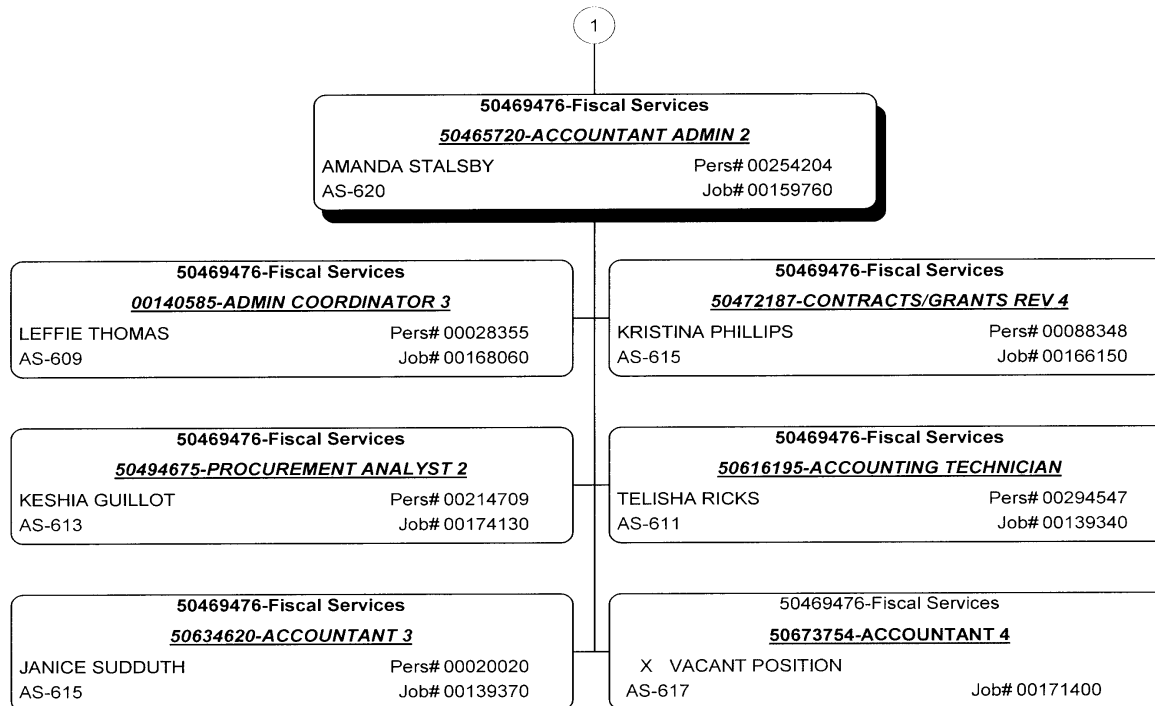 1
50469476-Fiscal Services
50465720-ACCOUNTANT ADMIN 2
AMANDA STALSBY Pers# 00254204
AS-620 Job# 00159760
50469476-Fiscal Services
00140585-ADMIN COORDINATOR 3
LEFFIE THOMAS Pers# 00028355
AS-609 Job# 00168060
50469476-Fiscal Services
50472187-CONTRACTS/GRANTS REV 4
KRISTINA PHILLIPS Pers# 00088348
AS-615 Job# 00166150
50469476-Fiscal Services
50494675-PROCUREMENT ANALYST 2
KESHIA GUILLOT Pers# 00214709
AS-613 Job# 00174130
50469476-Fiscal Services
50616195-ACCOUNTING TECHNICIAN
TELISHA RICKS Pers# 00294547
AS-611 Job# 00139340
50469476-Fiscal Services
50634620-ACCOUNTANT 3
JANICE SUDDUTH Pers# 00020020
AS-615 Job# 00139370
50469476-Fiscal Services
50673754-ACCOUNTANT 4
X VACANT POSITION
AS-617 Job# 00171400